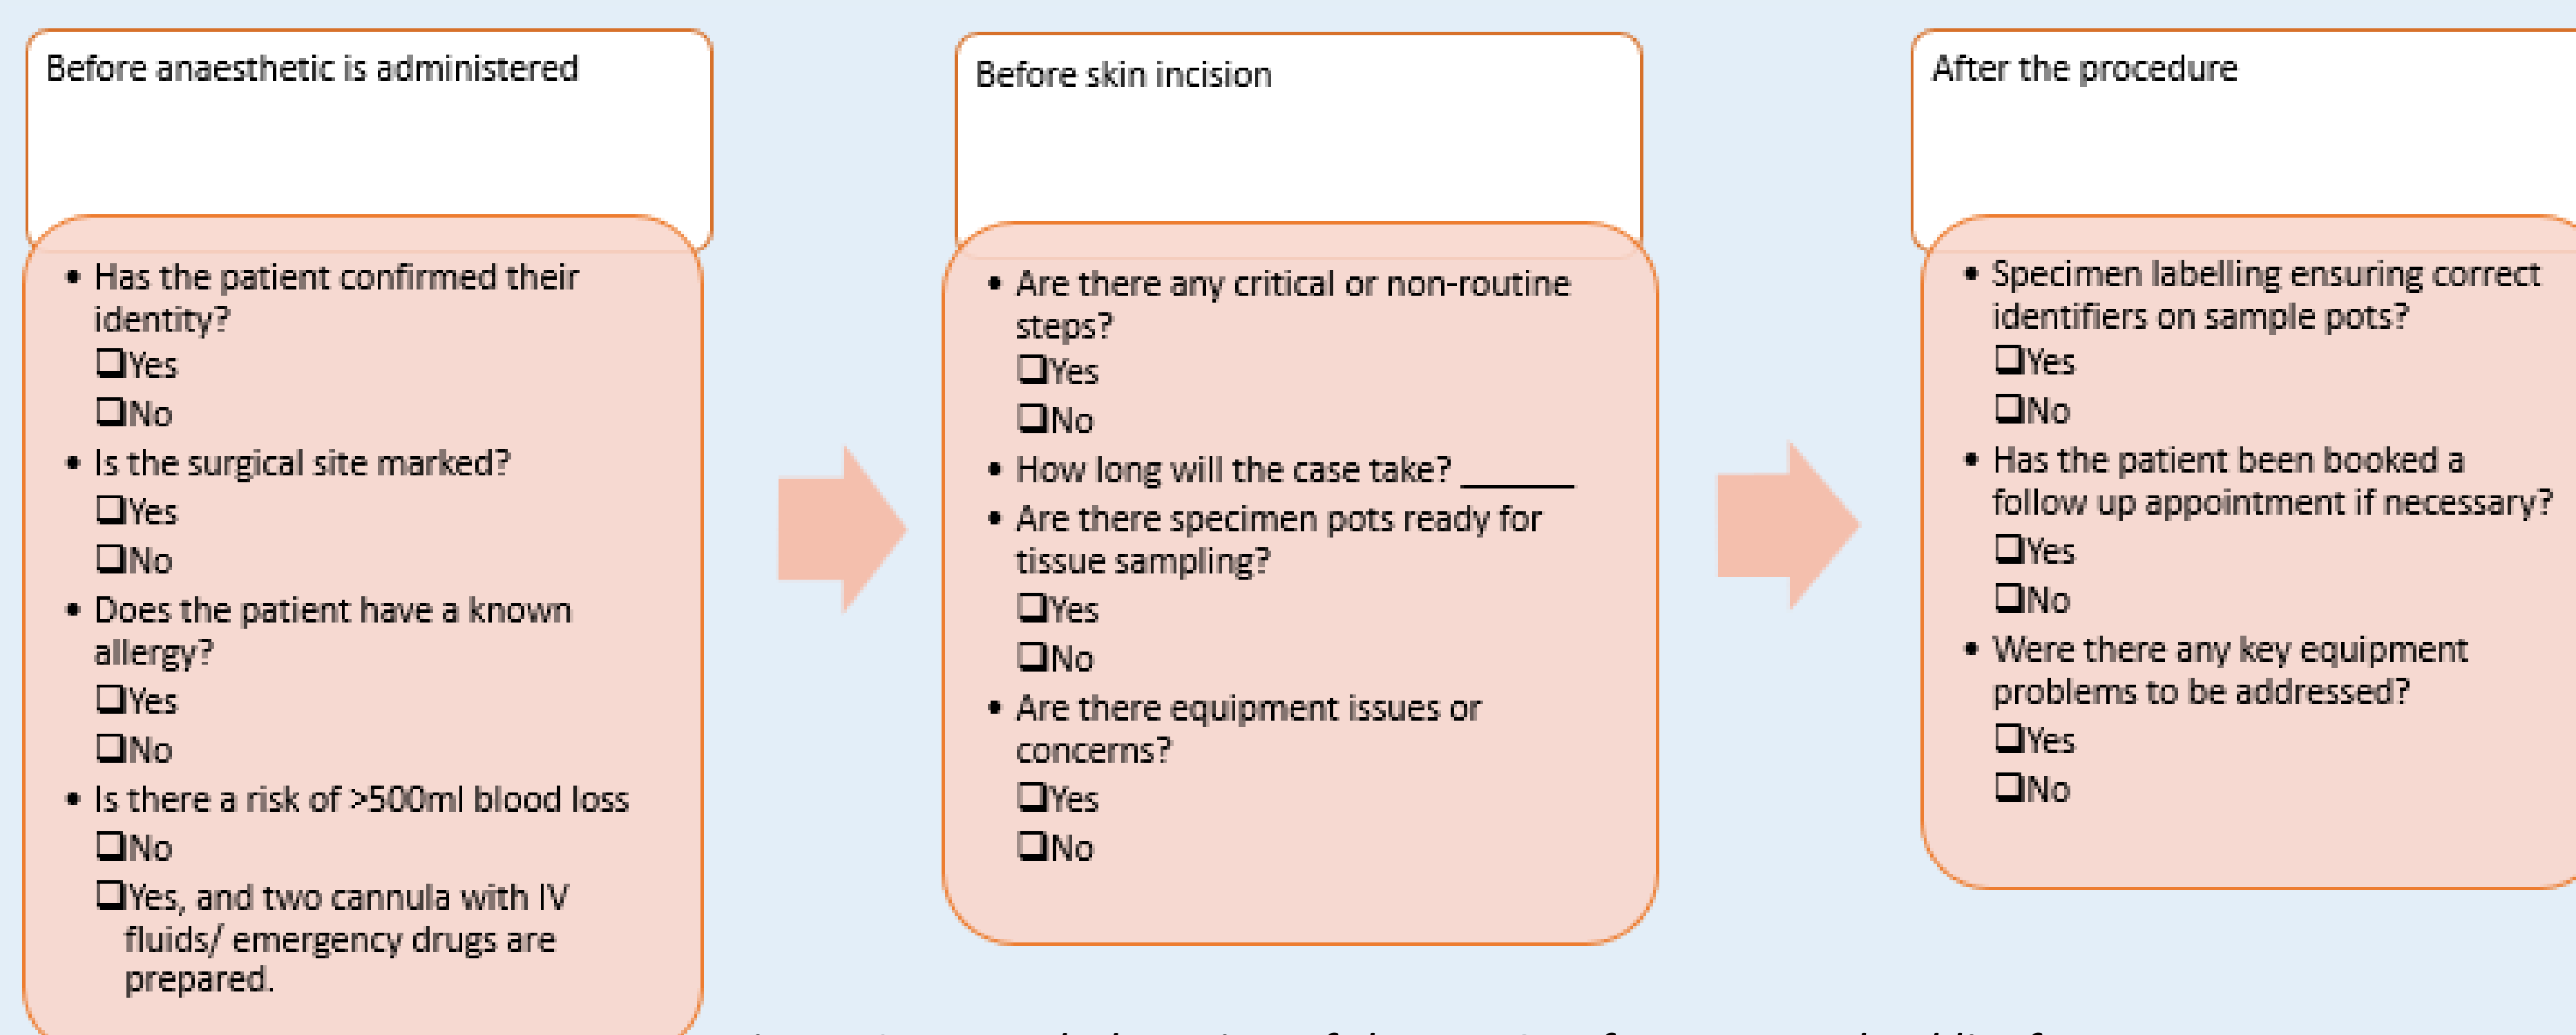 Before anaesthetic is administered
• Has the patient confirmed their
identity?
❑Yes
❑No
• Is the surgical site marked?
❑Yes
❑No
• Does the patient have a known
allergy?
❑Yes
❑No
• Is there a risk of >500ml blood loss
❑No
❑Yes, and two cannula with IV
fluids/ emergency drugs are
prepared.
Before skin incision
• Are there any critical or non-routine
steps?
❑Yes
❑No
• How long will the case take? ______
• Are there specimen pots ready for
tissue sampling?
❑Yes
❑No
• Are there equipment issues or
concerns?
❑Yes
❑No
After the procedure
• Specimen labelling ensuring correct
identifiers on sample pots?
❑Yes
❑No
• Has the patient been booked a
follow up appointment if necessary?
❑Yes
❑No
• Were there any key equipment
problems to be addressed?
❑Yes
❑No